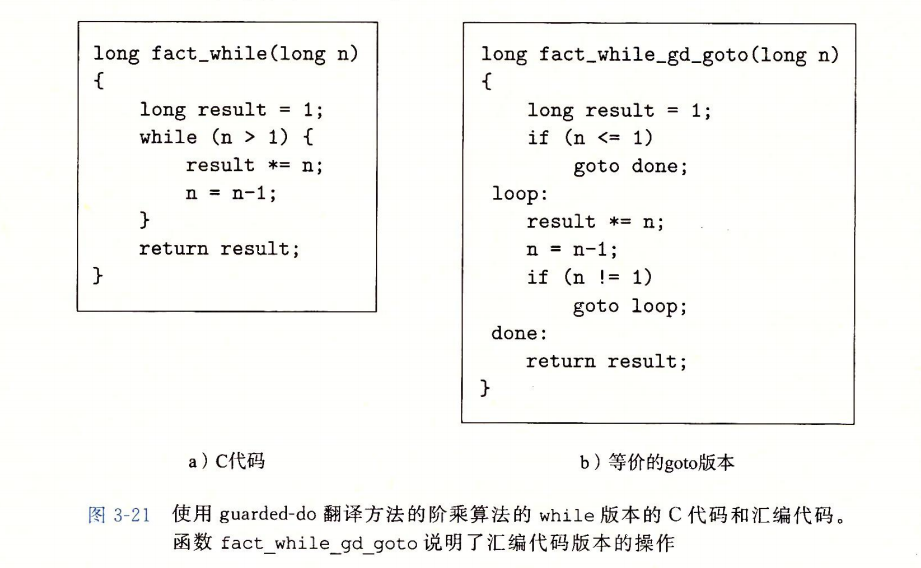 long fact_while(long n)
{
    long result = 1;
    while (n > 1) {
        result *= n;
        n = n-1;
    }
    return result;
}
a）C代码
long fact_while_gd_goto(long n)
{
    long result = 1;
    if (n <= 1)
        goto done;
 loop:
    result *= n;
    n = n-1;
    if (n != 1)
        goto loop;
 done:
    return result;
}
b）等价的goto版本
图 3-21 使用 guarded-do 翻译方法的阶乘算法的 while 版本的 C 代码和汇编代码。
函数 fact_while_gd_goto 说明了汇编代码版本的操作